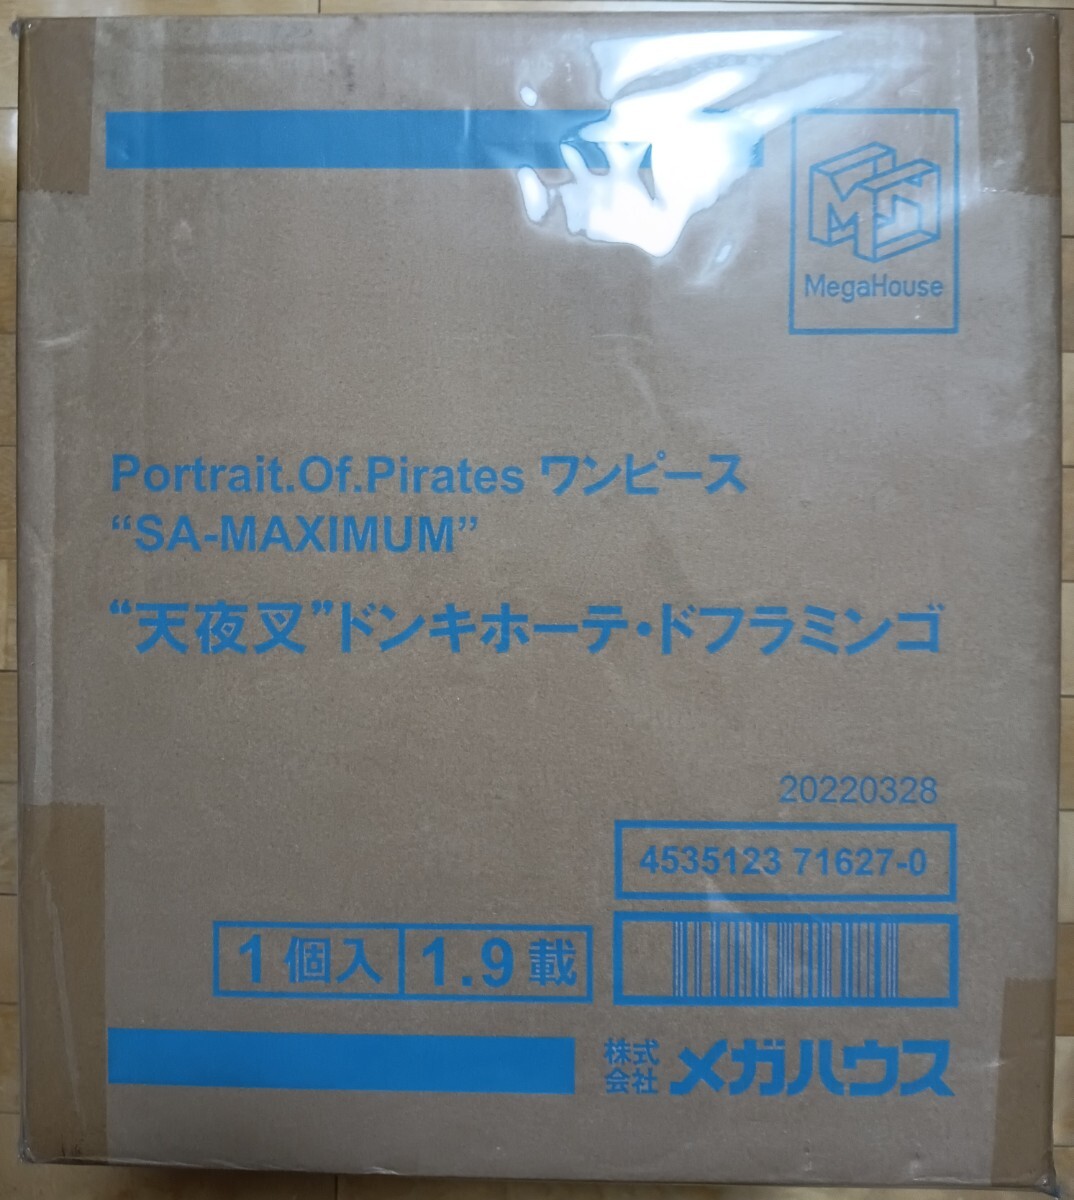 MegaHouse
Portrait.Of.Pirates ワンピース
“SA-MAXIMUM”
“天夜叉”ドンキホーテ・ドフラミンゴ
20220328
4535123 71627-0
1個入 1.9載
株式会社 メガハウス